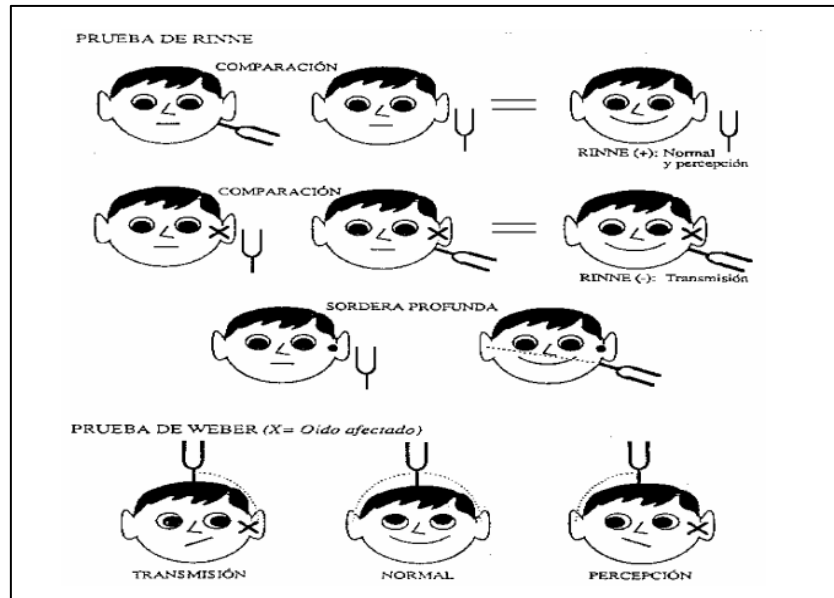 PRUEBA DE RINNE
COMPARACIÓN
RINNE (+): Normal
y percepción
COMPARACIÓN
RINNE (-): Transmisión
SORDERA PROFUNDA
PRUEBA DE WEBER (X= Oído afectado)
TRANSMISIÓN
NORMAL
PERCEPCIÓN